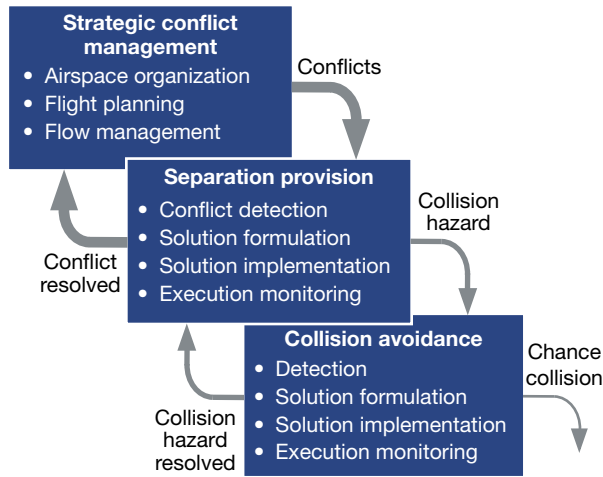 Strategic conflict
management
• Airspace organization
• Flight planning
• Flow management
Conflicts
Separation provision
• Conflict detection
• Solution formulation
• Solution implementation
• Execution monitoring
Conflict
resolved
Collision
hazard
Collision avoidance
• Detection
• Solution formulation
• Solution implementation
• Execution monitoring
Collision
hazard
resolved
Chance
collision